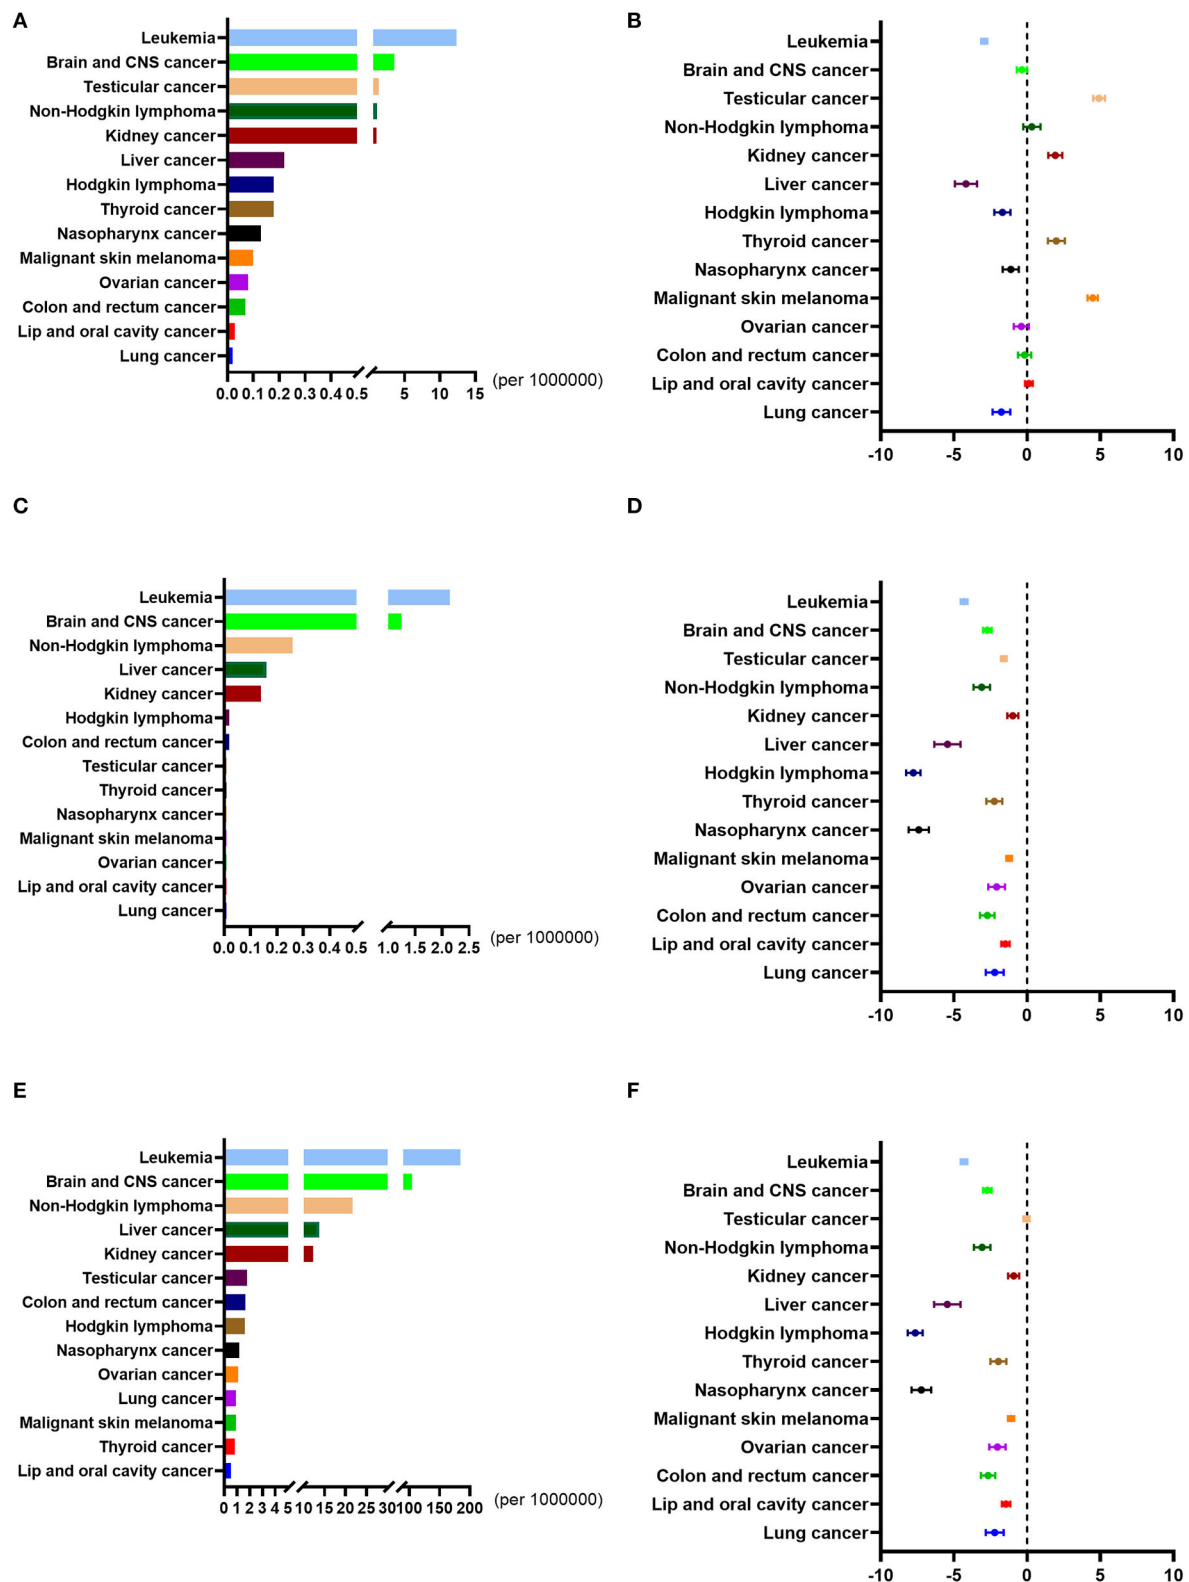 A
Leukemia
Brain and CNS cancer
Testicular cancer
Non-Hodgkin lymphoma
Kidney cancer
Liver cancer
Hodgkin lymphoma
Thyroid cancer
Nasopharynx cancer
Malignant skin melanoma
Ovarian cancer
Colon and rectum cancer
Lip and oral cavity cancer
Lung cancer
0.0 0.1 0.2 0.3 0.4 0.5 5 10 15
(per 1000000)
B
Leukemia
Brain and CNS cancer
Testicular cancer
Non-Hodgkin lymphoma
Kidney cancer
Liver cancer
Hodgkin lymphoma
Thyroid cancer
Nasopharynx cancer
Malignant skin melanoma
Ovarian cancer
Colon and rectum cancer
Lip and oral cavity cancer
Lung cancer
-10 -5 0 5 10
C
Leukemia
Brain and CNS cancer
Non-Hodgkin lymphoma
Liver cancer
Kidney cancer
Hodgkin lymphoma
Colon and rectum cancer
Testicular cancer
Thyroid cancer
Nasopharynx cancer
Malignant skin melanoma
Ovarian cancer
Lip and oral cavity cancer
Lung cancer
0.0 0.1 0.2 0.3 0.4 0.5 1.0 1.5 2.0 2.5
(per 1000000)
D
Leukemia
Brain and CNS cancer
Testicular cancer
Non-Hodgkin lymphoma
Kidney cancer
Liver cancer
Hodgkin lymphoma
Thyroid cancer
Nasopharynx cancer
Malignant skin melanoma
Ovarian cancer
Colon and rectum cancer
Lip and oral cavity cancer
Lung cancer
-10 -5 0 5 10
E
Leukemia
Brain and CNS cancer
Non-Hodgkin lymphoma
Liver cancer
Kidney cancer
Testicular cancer
Colon and rectum cancer
Hodgkin lymphoma
Nasopharynx cancer
Ovarian cancer
Lung cancer
Malignant skin melanoma
Thyroid cancer
Lip and oral cavity cancer
0 1 2 3 4 5 10 15 20 25 30 100 150 200
(per 1000000)
F
Leukemia
Brain and CNS cancer
Testicular cancer
Non-Hodgkin lymphoma
Kidney cancer
Liver cancer
Hodgkin lymphoma
Thyroid cancer
Nasopharynx cancer
Malignant skin melanoma
Ovarian cancer
Colon and rectum cancer
Lip and oral cavity cancer
Lung cancer
-10 -5 0 5 10